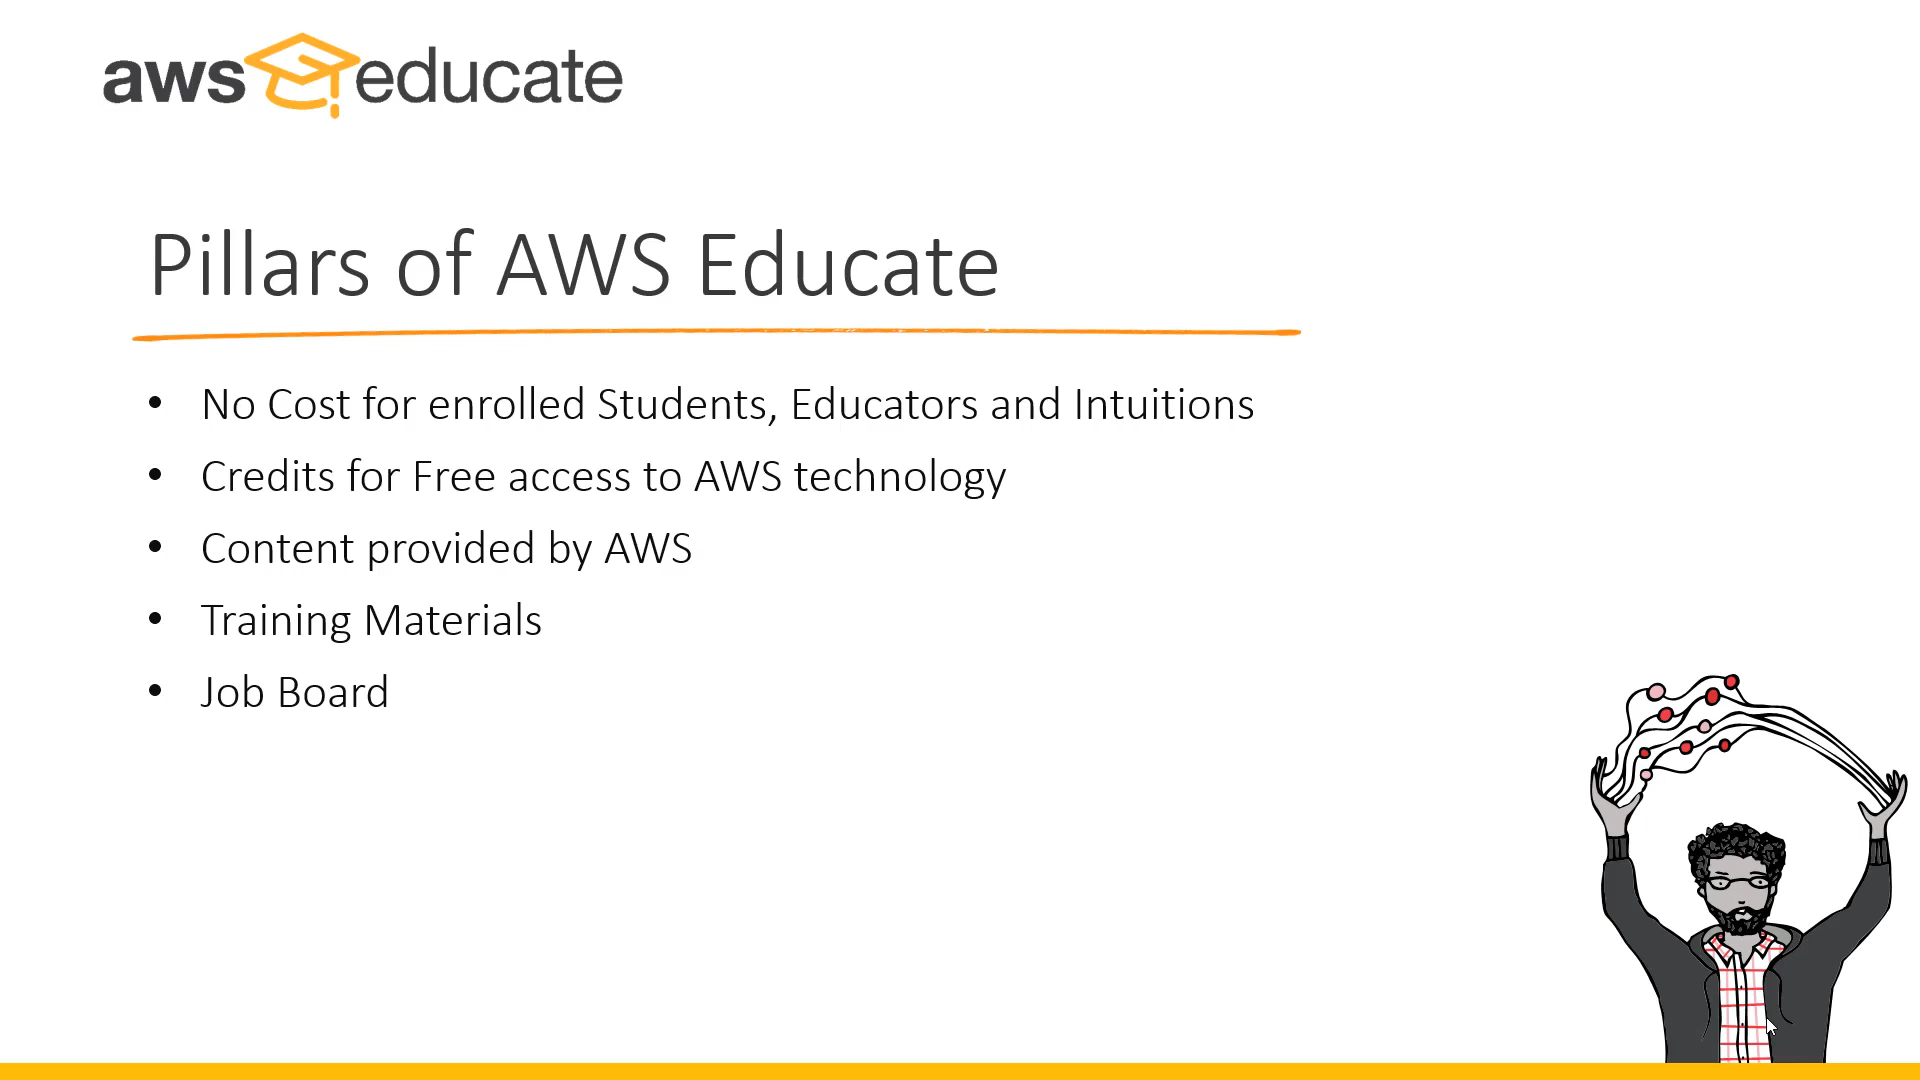 aws educate
Pillars of AWS Educate
• No Cost for enrolled Students, Educators and Intuitions
• Credits for Free access to AWS technology
• Content provided by AWS
• Training Materials
• Job Board